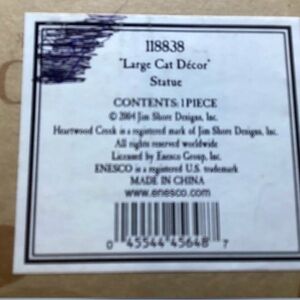 118838
"Large Cat Décor"
Statue
CONTENTS: 1 PIECE
© 2004 Jim Shore Designs, Inc.
Heartwood Creek is a registered mark of Jim Shore Designs, Inc.
All rights reserved worldwide
Licensed by Enesco Group, Inc.
ENESCO is a registered U.S. trademark
MADE IN CHINA
www.enesco.com
0 45544 45648 7